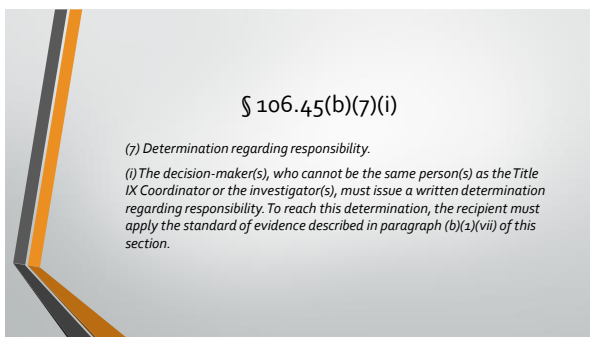 § 106.45(b)(7)(i)
(7) Determination regarding responsibility.
(i) The decision-maker(s), who cannot be the same person(s) as the Title
IX Coordinator or the investigator(s), must issue a written determination
regarding responsibility. To reach this determination, the recipient must
apply the standard of evidence described in paragraph (b)(1)(vii) of this
section.